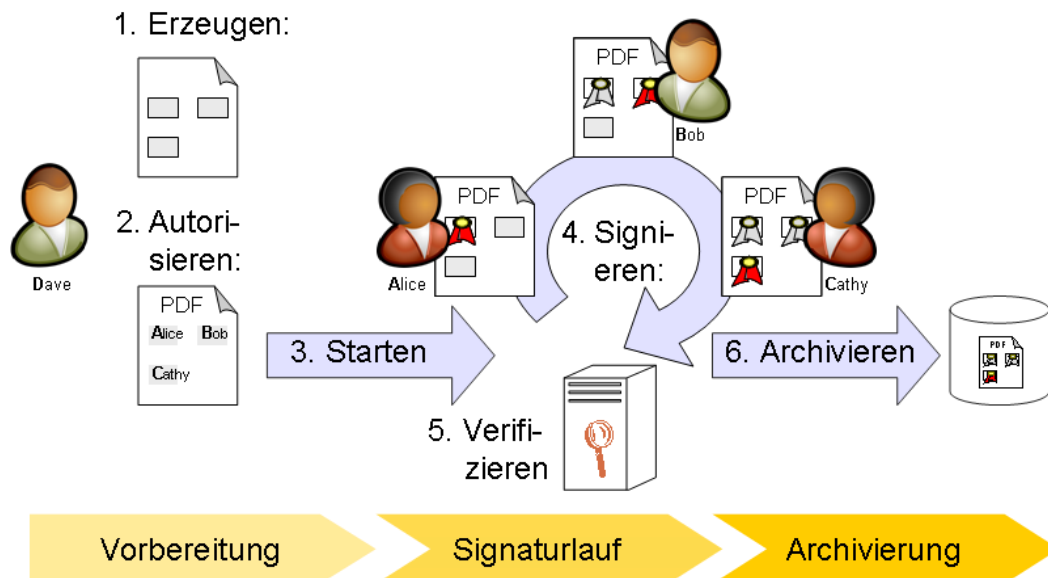 1. Erzeugen:
Dave
2. Autori-
sieren:
PDF
Alice Bob
Cathy
3. Starten
PDF
Alice
PDF
Bob
PDF
Cathy
4. Signi-
eren:
5. Verifi-
zieren
6. Archivieren
PDF
Vorbereitung
Signaturlauf
Archivierung